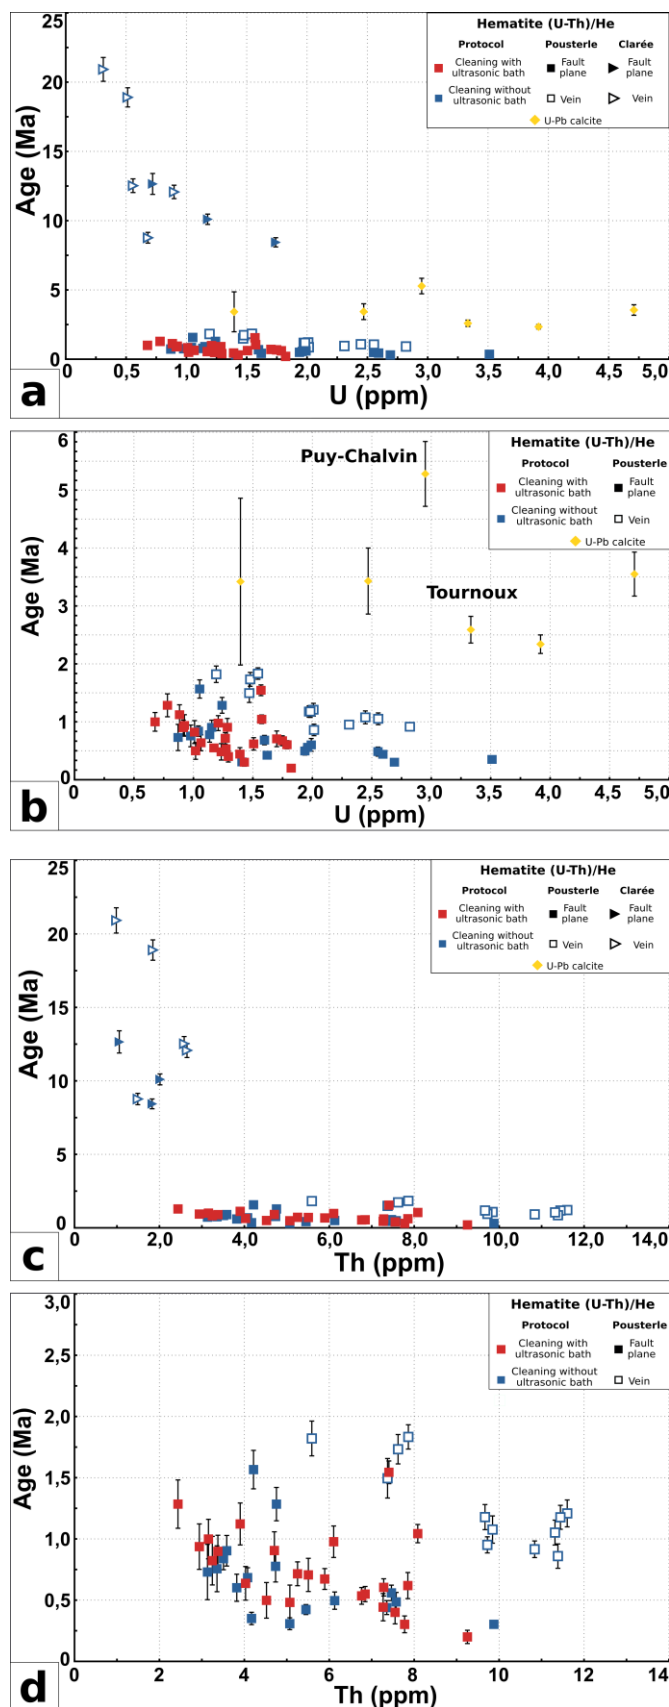 25
20
15
10
5
0
Age (Ma)
0,5
1,0
1,5
2,0
2,5
3,0
3,5
4,0
4,5
5,0
U (ppm)
a
Hematite (U-Th)/He
Protocol Pousterle Clarée
Cleaning with ultrasonic bath
Fault plane
Fault plane
Cleaning without ultrasonic bath
Vein
Vein
U-Pb calcite
6
5
4
3
2
1
0
Age (Ma)
Puy-Chalvin
Tournoux
0
0,5
1,0
1,5
2,0
2,5
3,0
3,5
4,0
4,5
5,0
U (ppm)
b
Hematite (U-Th)/He
Protocol Pousterle
Cleaning with ultrasonic bath
Fault plane
Cleaning without ultrasonic bath
Vein
U-Pb calcite
25
20
15
10
5
0
Age (Ma)
0
2,0
4,0
6,0
8,0
10,0
12,0
14,0
Th (ppm)
c
Hematite (U-Th)/He
Protocol Pousterle Clarée
Cleaning with ultrasonic bath
Fault plane
Fault plane
Cleaning without ultrasonic bath
Vein
Vein
U-Pb calcite
3,0
2,0
1,5
1,0
0,5
0,0
Age (Ma)
0
2
4
6
8
10
12
14
Th (ppm)
d
Hematite (U-Th)/He
Protocol Pousterle
Cleaning with ultrasonic bath
Fault plane
Cleaning without ultrasonic bath
Vein